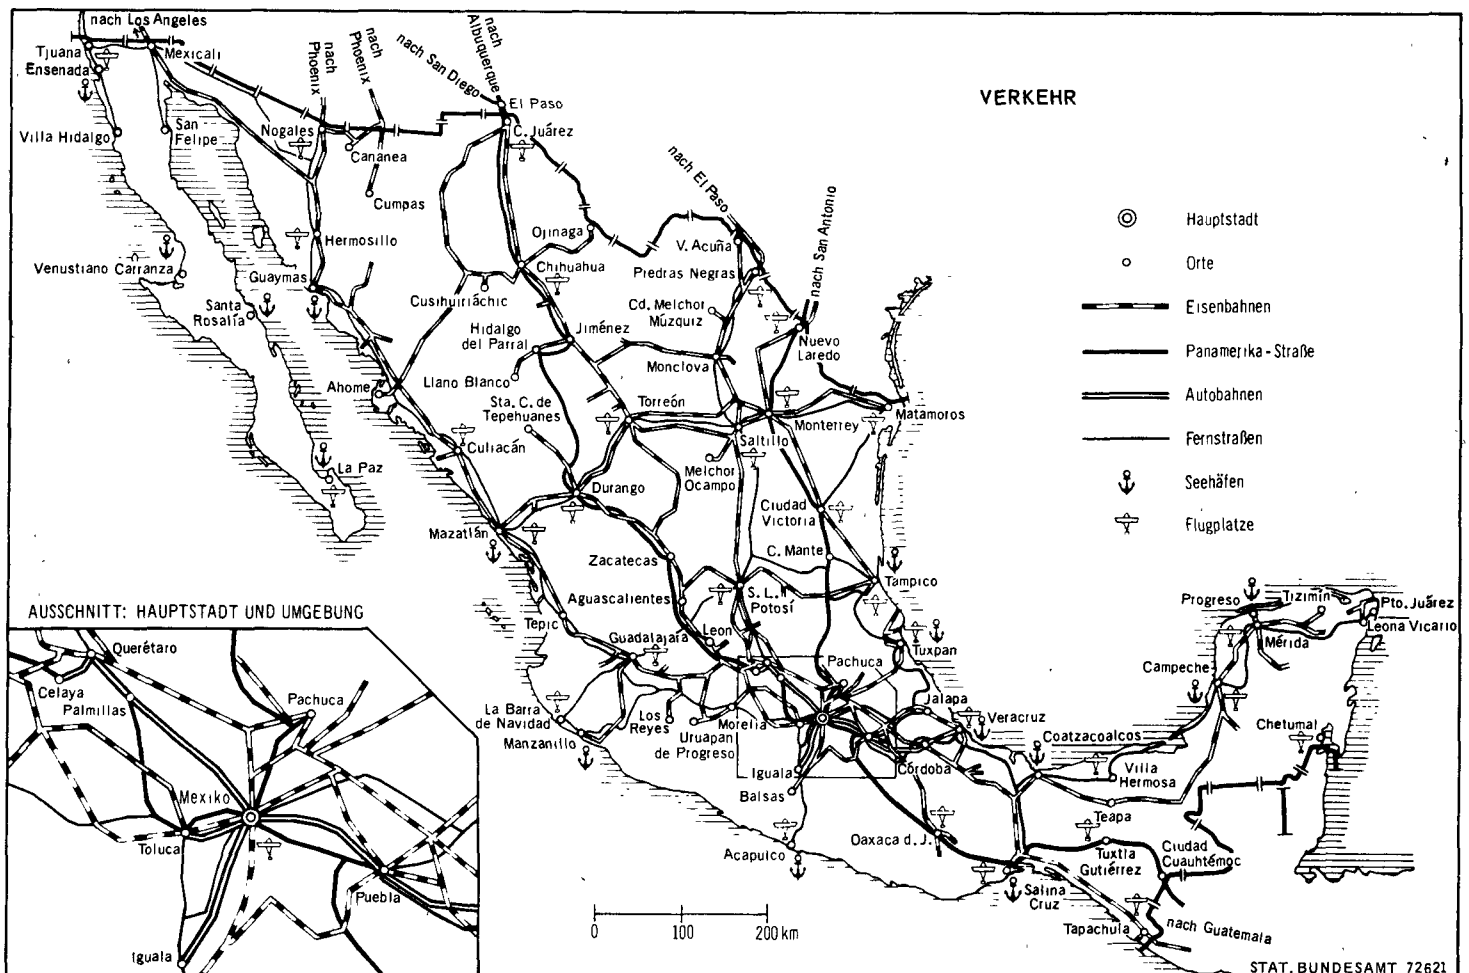 nach Los Angeles
Tjuana
Ensenada
Mexicali
nach Phoenix
nach Phoenix
nach San Diego
nach Albuquerque
El Paso
C. Juárez
VERKEHR
Villa Hidalgo
San
Felipe
Nogales
Cananea
Cumpas
nach El Paso
nach San Antonio
Hermosillo
Ojinaga
V. Acuña
Piedras Negras
Venustiano Carranza
Guaymas
Chihuahua
Cusihuiriáchic
Santa
Rosalía
Cd. Melchor
Múzquiz
Hidalgo
del Parral
Jiménez
Nuevo
Laredo
Monclova
Ahome
Llano Blanco
Sta. C. de
Tepehuanes
Torreón
Monterrey
Matamoros
Saltillo
Culiacán
Melchor
Ocampo
La Paz
Durango
Ciudad
Victoria
Mazatlán
Zacatecas
C. Mante
Tampico
Aguascalientes
S. L.
Potosí
Tepic
Guadalajara
Leon
Tuxpan
Pachuca
La Barra
de Navidad
Manzanillo
Los
Reyes
Uruapan
de Progreso
Morelia
Jalapa
Veracruz
Coatzacoalcos
Córdoba
Iguala
Balsas
Villa
Hermosa
Teapa
Acapulco
Oaxaca d. J.
Salina
Cruz
Tuxtla
Gutiérrez
Ciudad
Cuauhtémoc
Tapachula
nach Guatemala
Progreso
Tizimín
Pto. Juárez
Leona Vicario
Mérida
Campeche
Chetumal
Hauptstadt
Orte
Eisenbahnen
Panamerika-Straße
Autobahnen
Fernstraßen
Seehäfen
Flugplätze
AUSSCHNITT: HAUPTSTADT UND UMGEBUNG
Querétaro
Celaya
Palmillas
Pachuca
Mexiko
Toluca
Puebla
Iguala
0 100 200 km
STAT. BUNDESAMT 72621